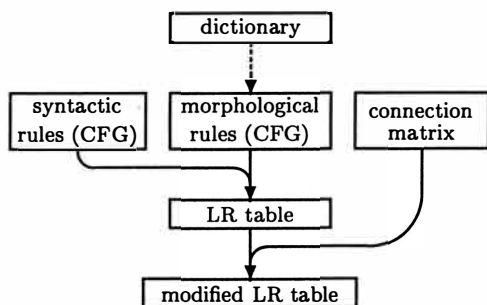 dictionary
syntactic
rules (CFG)
morphological
rules (CFG)
connection
matrix
LR table
modified LR table